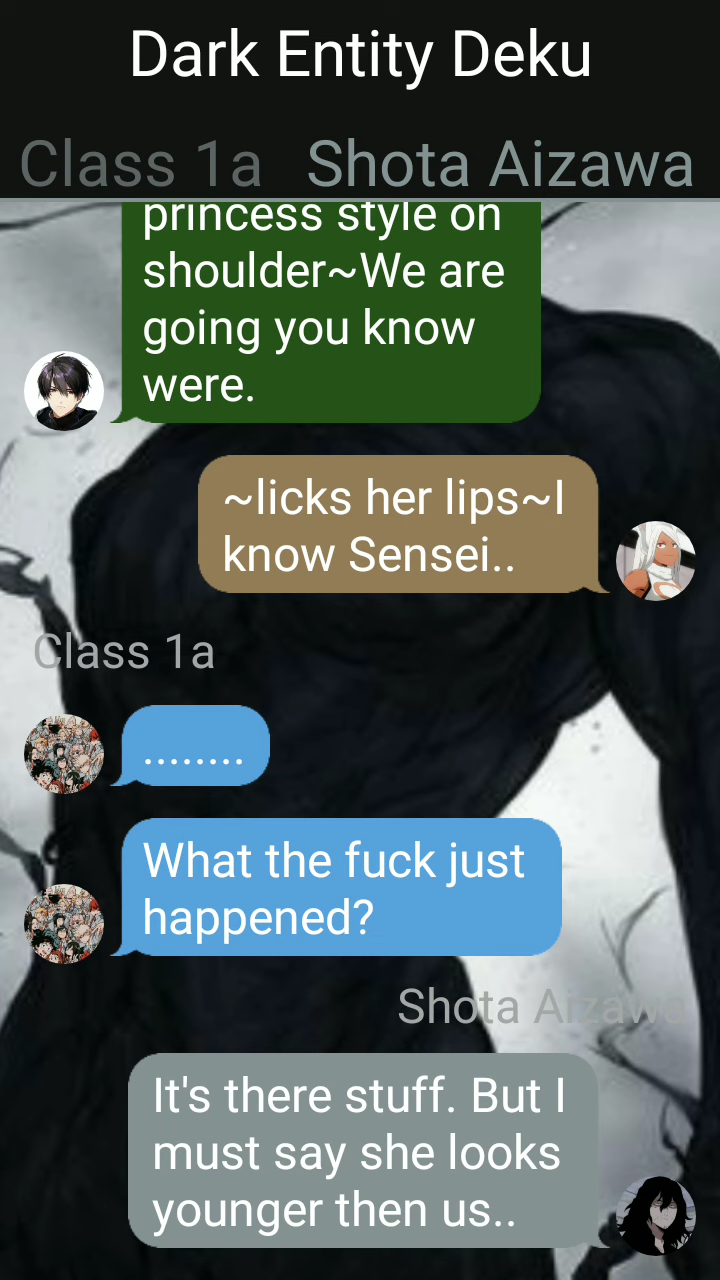 Dark Entity Deku
Class 1a Shota Aizawa
princess style on
shoulder~We are
going you know
were.
~licks her lips~I
know Sensei..
Class 1a
........
What the fuck just
happened?
Shota Aizawa
It's there stuff. But I
must say she looks
younger then us..